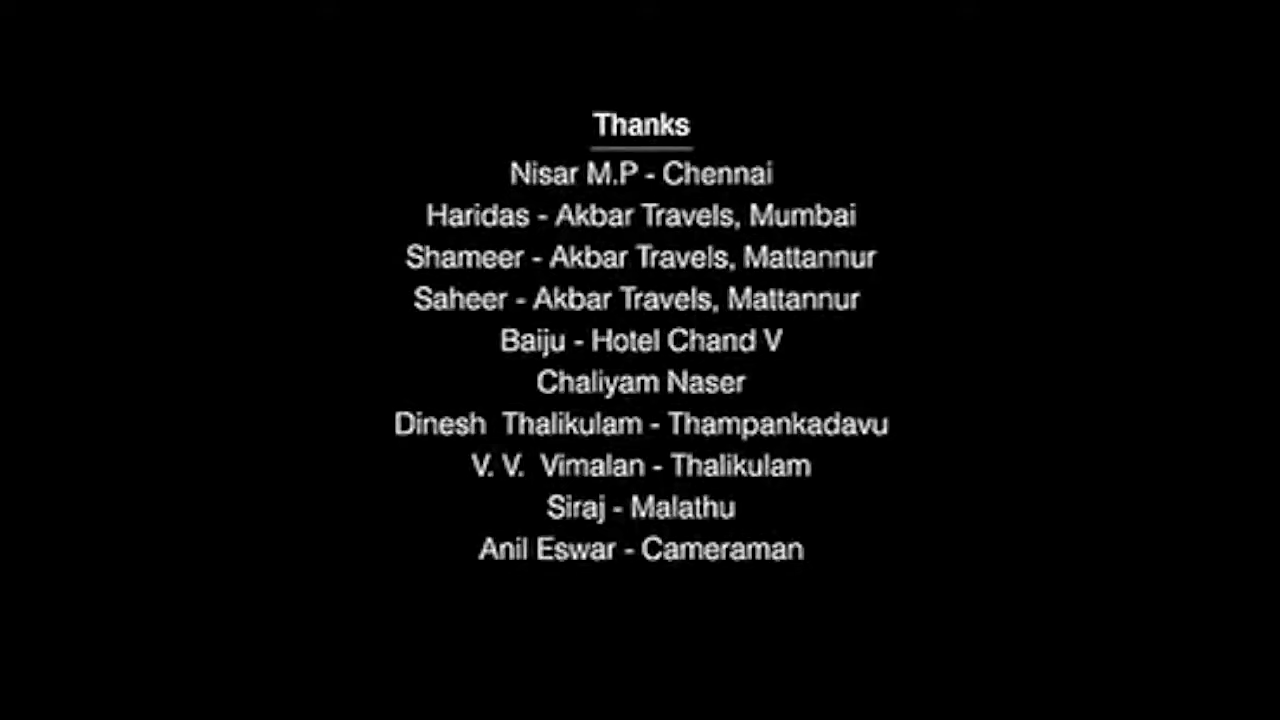 Thanks
Nisar M.P - Chennai
Haridas - Akbar Travels, Mumbai
Shameer - Akbar Travels, Mattannur
Saheer - Akbar Travels, Mattannur
Baiju - Hotel Chand V
Chaliyam Naser
Dinesh  Thalikulam - Thampankadavu
V. V.  Vimalan - Thalikulam
Siraj - Malathu
Anil Eswar - Cameraman